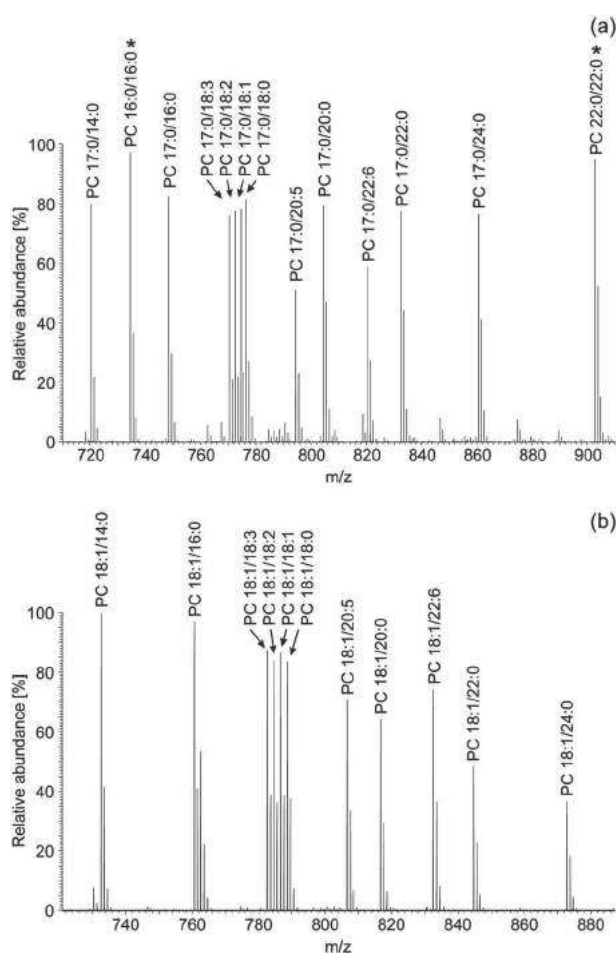 (a)
PC 17:0/14:0
PC 16:0/16:0 *
PC 17:0/16:0
PC 17:0/18:3
PC 17:0/18:2
PC 17:0/18:1
PC 17:0/18:0
PC 17:0/20:5
PC 17:0/20:0
PC 17:0/22:6
PC 17:0/22:0
PC 17:0/24:0
PC 22:0/22:0 *
Relative abundance [%]
100
80
60
40
20
0
720 740 760 780 800 820 840 860 880 900
m/z
(b)
PC 18:1/14:0
PC 18:1/16:0
PC 18:1/18:3
PC 18:1/18:2
PC 18:1/18:1
PC 18:1/18:0
PC 18:1/20:5
PC 18:1/20:0
PC 18:1/22:6
PC 18:1/22:0
PC 18:1/24:0
Relative abundance [%]
100
80
60
40
20
0
740 760 780 800 820 840 860 880
m/z